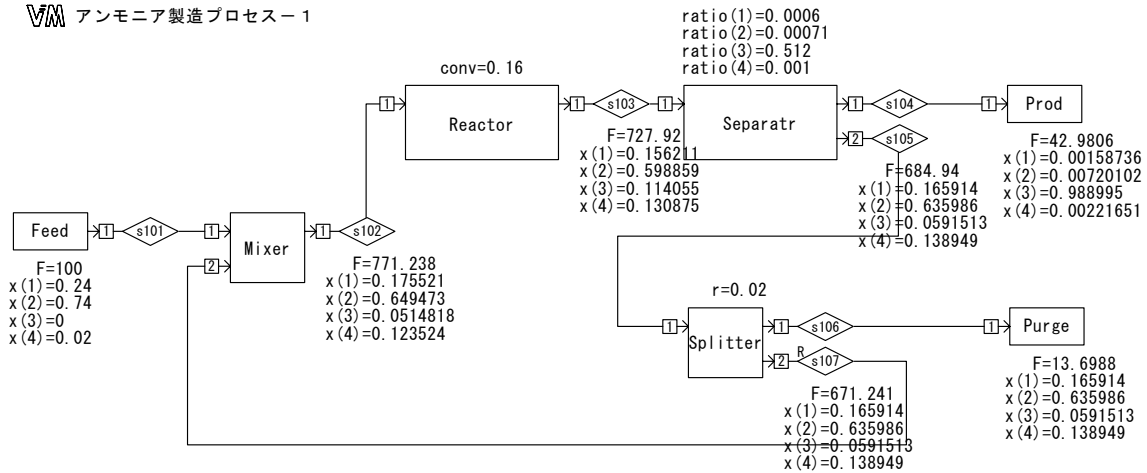 VM アンモニア製造プロセス－１
ratio(1)=0.0006
ratio(2)=0.00071
ratio(3)=0.512
ratio(4)=0.001
conv=0.16
1
Reactor
1
s103
1
Separatr
1
s104
1
Prod
2
s105
F=727.92
x(1)=0.156211
x(2)=0.598859
x(3)=0.114055
x(4)=0.130875
F=684.94
x(1)=0.165914
x(2)=0.635986
x(3)=0.0591513
x(4)=0.138949
F=42.9806
x(1)=0.00158736
x(2)=0.00720102
x(3)=0.988995
x(4)=0.00221651
Feed
1
s101
1
2
Mixer
1
s102
F=100
x(1)=0.24
x(2)=0.74
x(3)=0
x(4)=0.02
F=771.238
x(1)=0.175521
x(2)=0.649473
x(3)=0.0514818
x(4)=0.123524
r=0.02
1
Splitter
1
s106
1
Purge
2
R
s107
F=671.241
x(1)=0.165914
x(2)=0.635986
x(3)=0.0591513
x(4)=0.138949
F=13.6988
x(1)=0.165914
x(2)=0.635986
x(3)=0.0591513
x(4)=0.138949